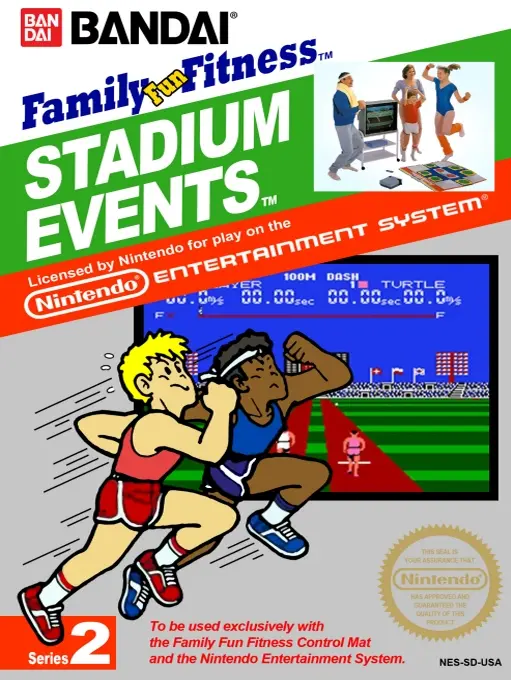 BAN
DAI
BANDAI®
Family Fun Fitness™
STADIUM
EVENTS™
Licensed by Nintendo for play on the
Nintendo® ENTERTAINMENT SYSTEM®
100M DASH
TURTLE
00.00sec 00.00sec
F F
THIS SEAL IS
YOUR ASSURANCE THAT
Nintendo®
HAS APPROVED AND
GUARANTEED THE
QUALITY OF THIS
PRODUCT.
Series 2
To be used exclusively with
the Family Fun Fitness Control Mat
and the Nintendo Entertainment System.
NES-SD-USA